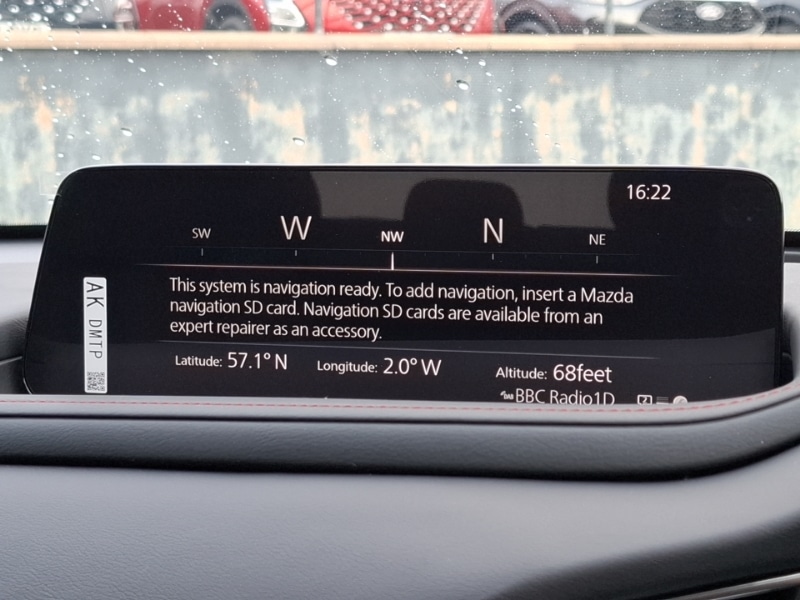 16:22
SW W NW N NE
This system is navigation ready. To add navigation, insert a Mazda
navigation SD card. Navigation SD cards are available from an
expert repairer as an accessory.
Latitude: 57.1° N Longitude: 2.0° W Altitude: 68feet
DAB BBC Radio1D
AK DMTP